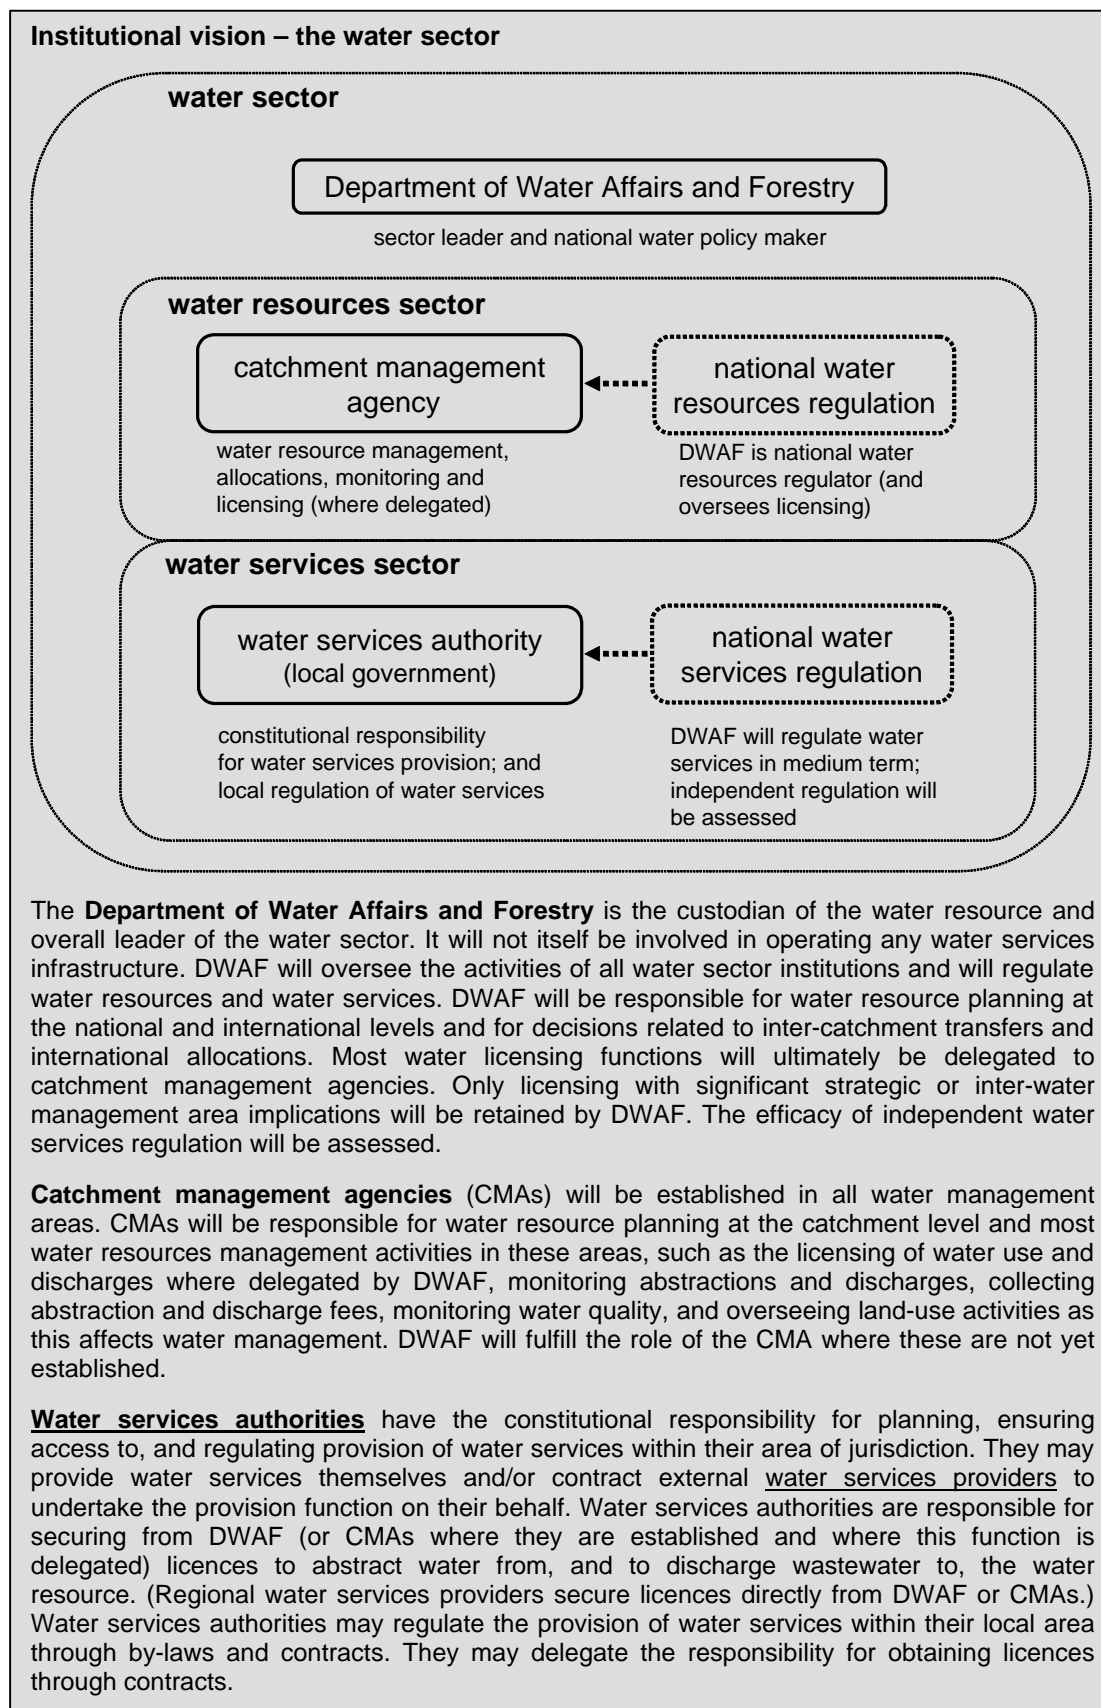 Institutional vision – the water sector
water sector
Department of Water Affairs and Forestry
sector leader and national water policy maker
water resources sector
catchment management
agency
national water
resources regulation
water resource management,
allocations, monitoring and
licensing (where delegated)
DWAF is national water
resources regulator (and
oversees licensing)
water services sector
water services authority
(local government)
national water
services regulation
constitutional responsibility
for water services provision; and
local regulation of water services
DWAF will regulate water
services in medium term;
independent regulation will
be assessed
The Department of Water Affairs and Forestry is the custodian of the water resource and
overall leader of the water sector. It will not itself be involved in operating any water services
infrastructure. DWAF will oversee the activities of all water sector institutions and will regulate
water resources and water services. DWAF will be responsible for water resource planning at
the national and international levels and for decisions related to inter-catchment transfers and
international allocations. Most water licensing functions will ultimately be delegated to
catchment management agencies. Only licensing with significant strategic or inter-water
management area implications will be retained by DWAF. The efficacy of independent water
services regulation will be assessed.
Catchment management agencies (CMAs) will be established in all water management
areas. CMAs will be responsible for water resource planning at the catchment level and most
water resources management activities in these areas, such as the licensing of water use and
discharges where delegated by DWAF, monitoring abstractions and discharges, collecting
abstraction and discharge fees, monitoring water quality, and overseeing land-use activities as
this affects water management. DWAF will fulfill the role of the CMA where these are not yet
established.
Water services authorities have the constitutional responsibility for planning, ensuring
access to, and regulating provision of water services within their area of jurisdiction. They may
provide water services themselves and/or contract external water services providers to
undertake the provision function on their behalf. Water services authorities are responsible for
securing from DWAF (or CMAs where they are established and where this function is
delegated) licences to abstract water from, and to discharge wastewater to, the water
resource. (Regional water services providers secure licences directly from DWAF or CMAs.)
Water services authorities may regulate the provision of water services within their local area
through by-laws and contracts. They may delegate the responsibility for obtaining licences
through contracts.